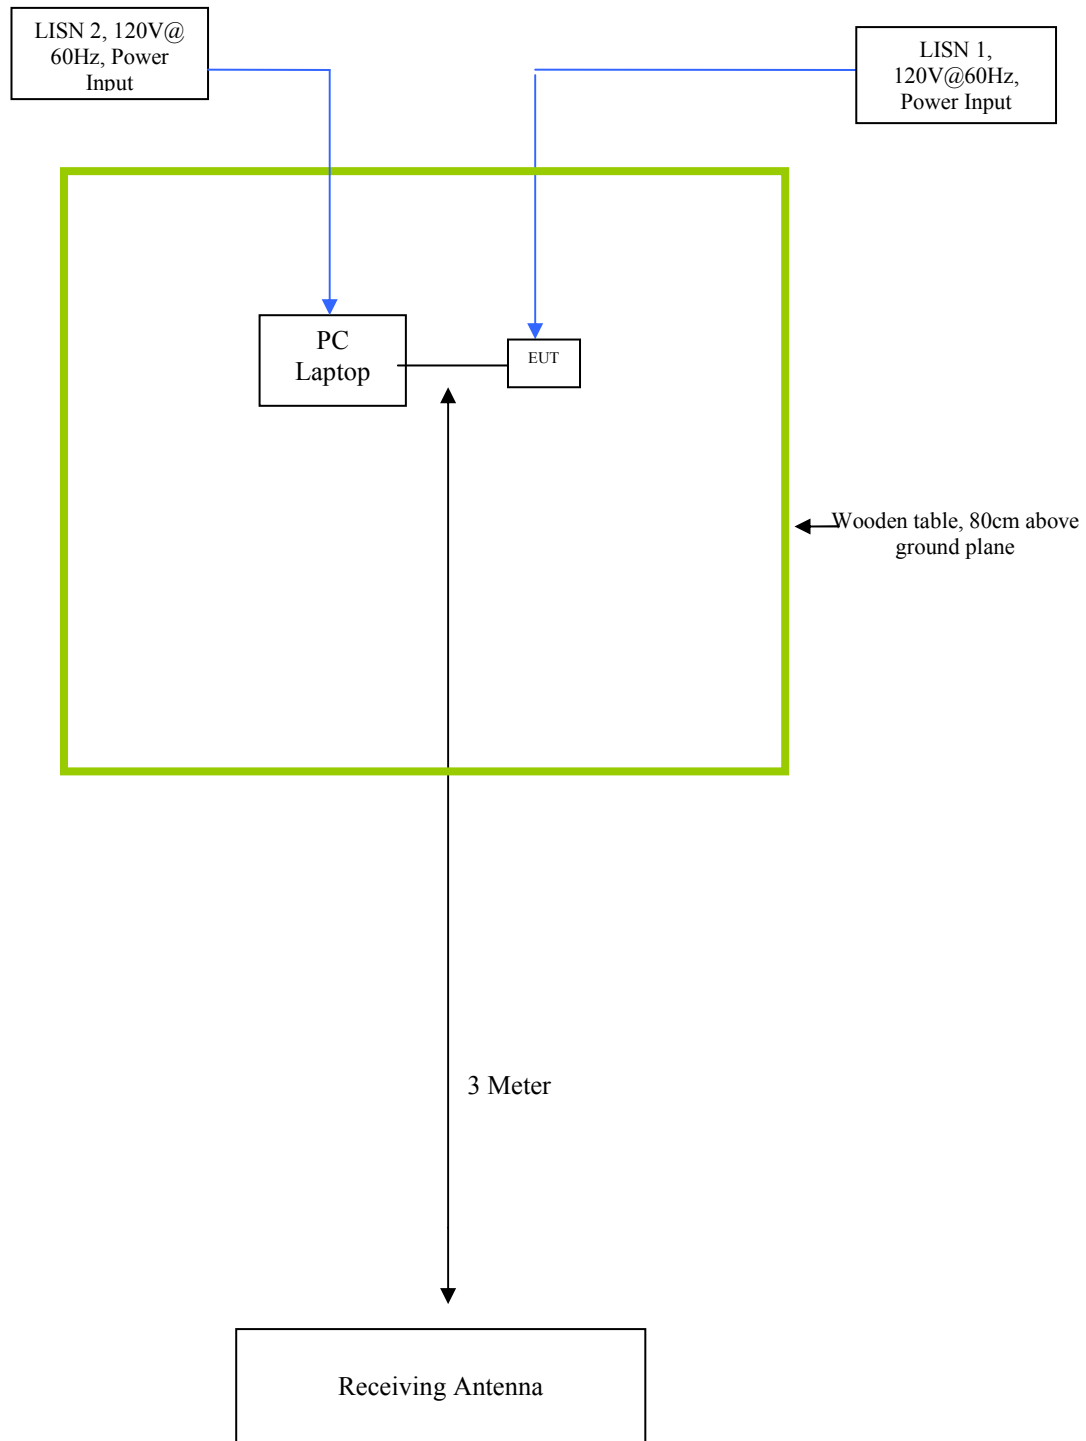 LISN 2, 120V@
60Hz, Power
Input
LISN 1,
120V@60Hz,
Power Input
PC
Laptop
EUT
Wooden table, 80cm above
ground plane
3 Meter
Receiving Antenna